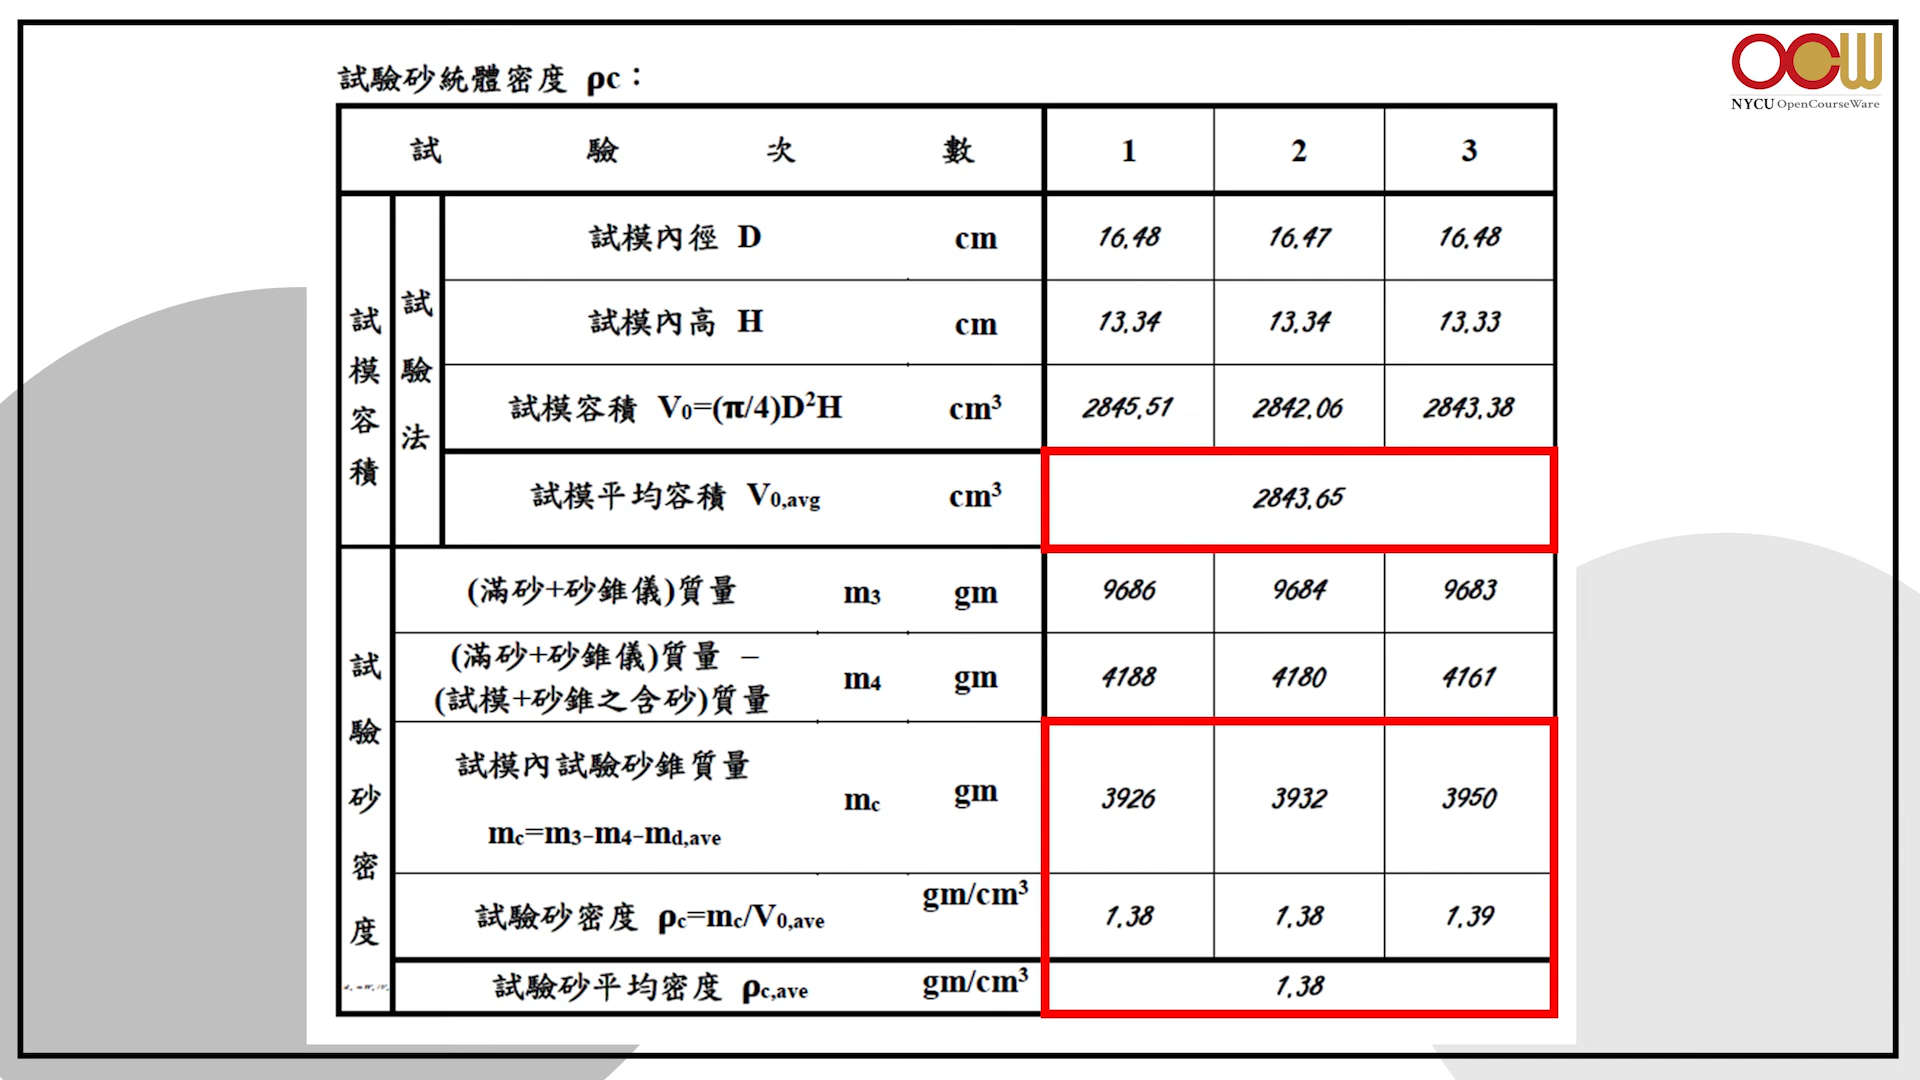 OCW
NYCU OpenCourseWare
試驗砂統體密度 ρc：
試 驗 次 數 1 2 3
試模容積
試驗法
試模內徑 D cm 16.48 16.47 16.48
試模內高 H cm 13.34 13.34 13.33
試模容積 V0=(π/4)D²H cm³ 2845.51 2842.06 2843.38
試模平均容積 V0,avg cm³ 2843.65
試驗砂密度
(滿砂+砂錐儀)質量 m3 gm 9686 9684 9683
(滿砂+砂錐儀)質量 –
(試模+砂錐之含砂)質量 m4 gm 4188 4180 4161
試模內試驗砂錐質量
mc=m3-m4-md,ave mc gm 3926 3932 3950
試驗砂密度 ρc=mc/V0,ave gm/cm³ 1.38 1.38 1.39
試驗砂平均密度 ρc,ave gm/cm³ 1.38